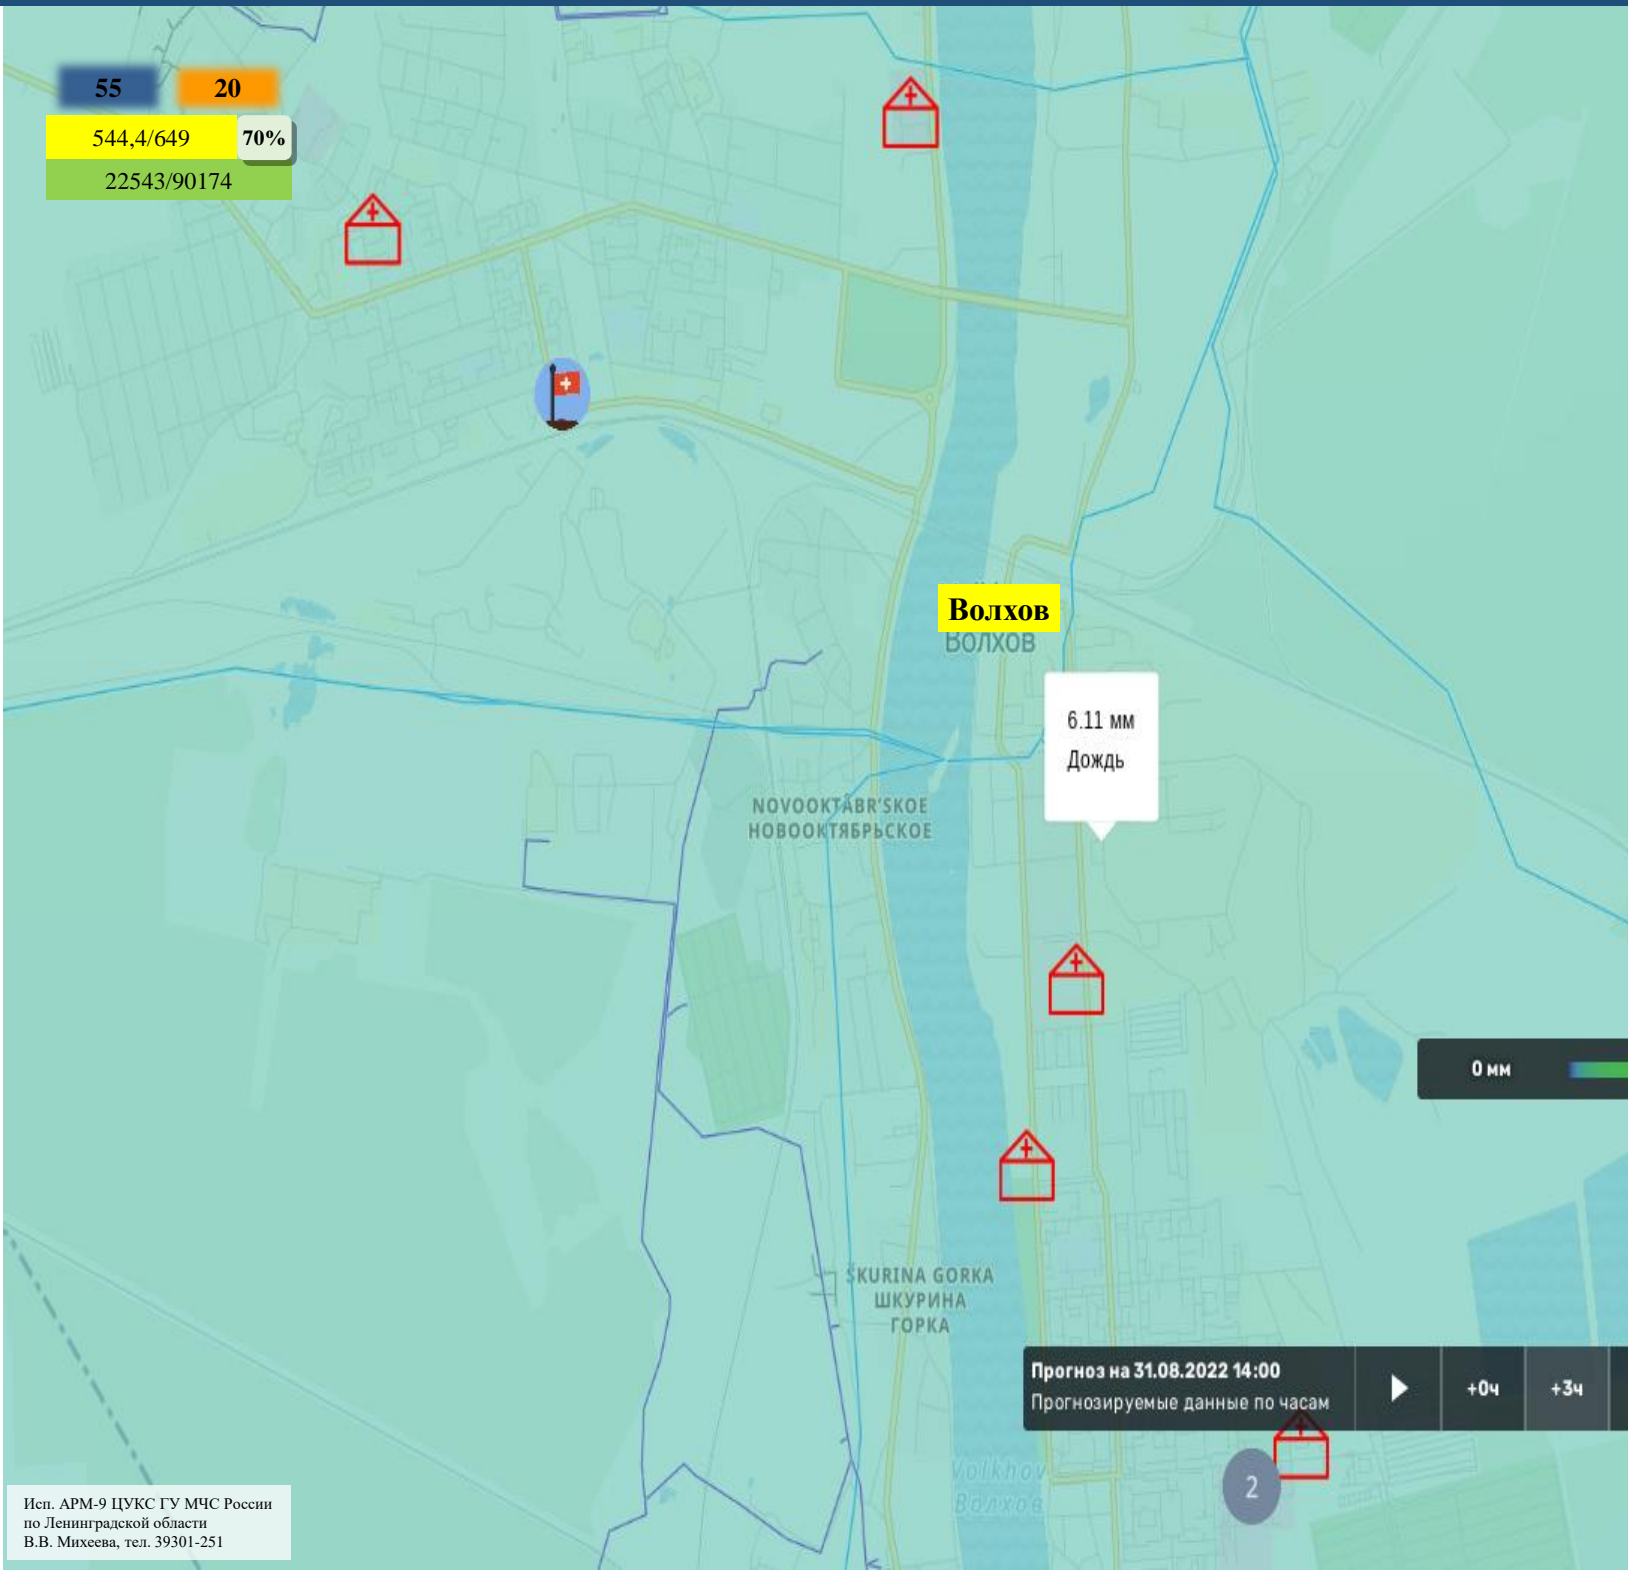 55 20
544,4/649 70%
22543/90174
Волхов
ВОЛХОВ
6.11 мм
Дождь
NOVOOKTÂBR'SKOE
НОВООКТЯБРЬСКОЕ
0 мм
ŠKURINA GORKA
ШКУРИНА
ГОРКА
Прогноз на 31.08.2022 14:00
Прогнозируемые данные по часам
+0ч +3ч
Volkhov
Волхов
2
Исп. АРМ-9 ЦУКС ГУ МЧС России
по Ленинградской области
В.В. Михеева, тел. 39301-251